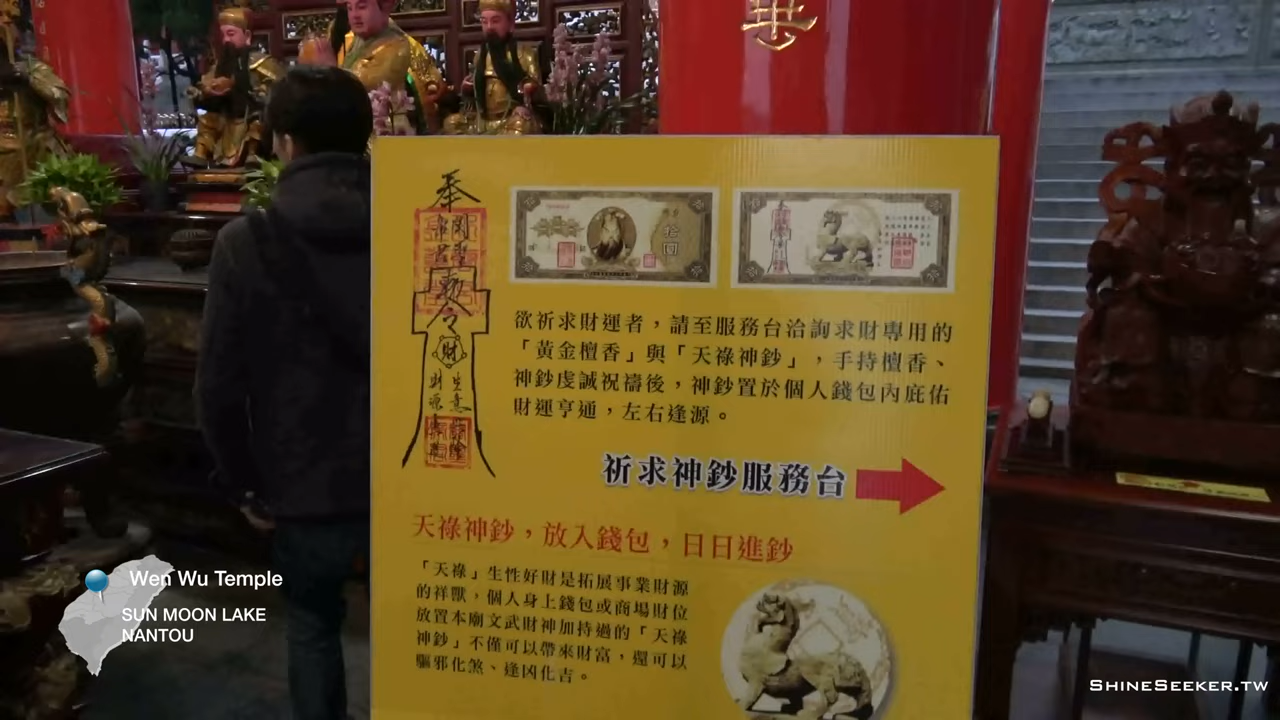 華
奉
勅
令
財
拾
圓
欲祈求財運者，請至服務台洽詢求財專用的
「黃金檀香」與「天祿神鈔」，手持檀香、
神鈔虔誠祝禱後，神鈔置於個人錢包內庇佑
財運亨通，左右逢源。
祈求神鈔服務台
天祿神鈔，放入錢包，日日進鈔
「天祿」生性好財是拓展事業財源
的祥獸，個人身上錢包或商場財位
放置本廟文武財神加持過的「天祿
神鈔」不僅可以帶來財富，還可以
驅邪化煞、逢凶化吉。
Wen Wu Temple
SUN MOON LAKE
NANTOU
ShineSeeker.tw